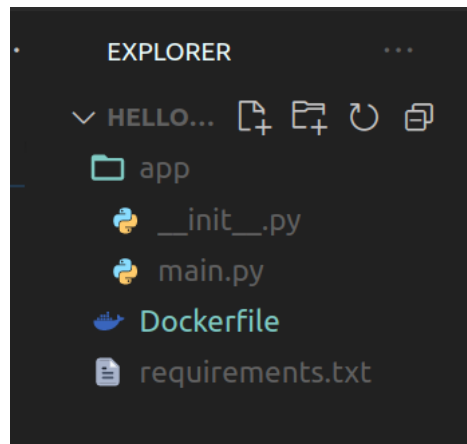 EXPLORER ...
HELLO...
app
__init__.py
main.py
Dockerfile
requirements.txt